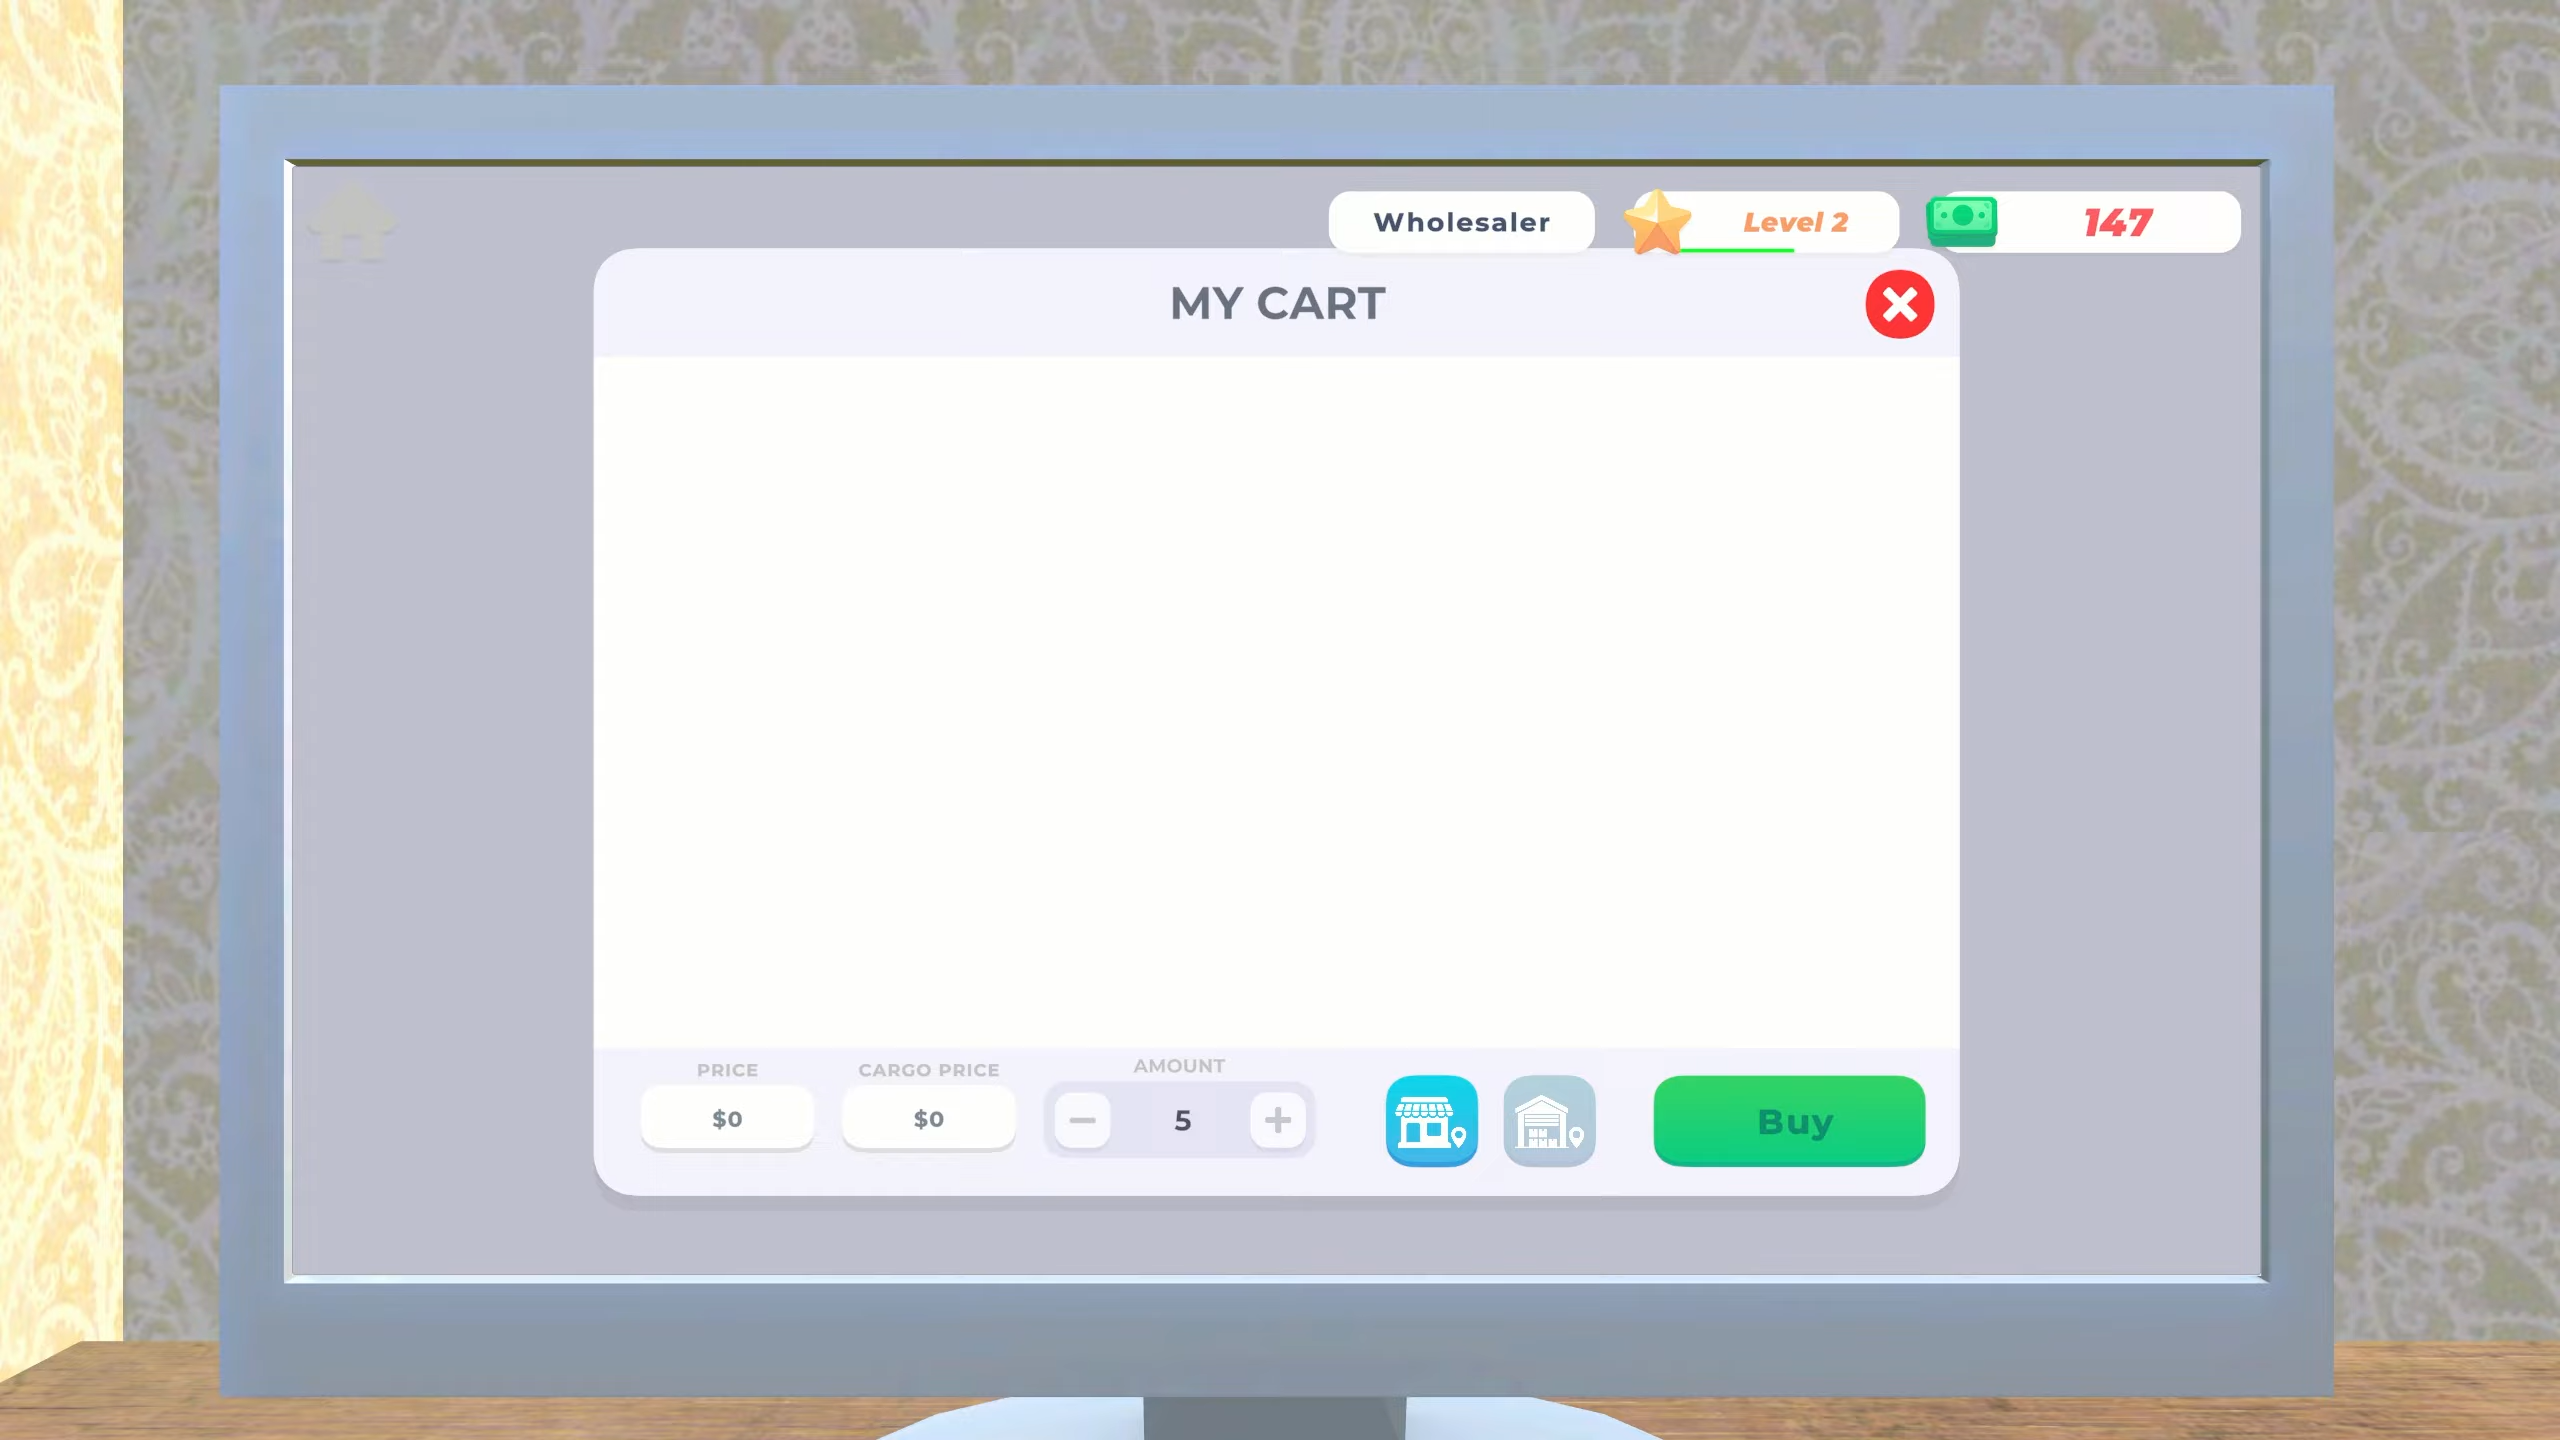 Wholesaler
Level 2
147
MY CART
PRICE
CARGO PRICE
AMOUNT
$0
$0
5
Buy